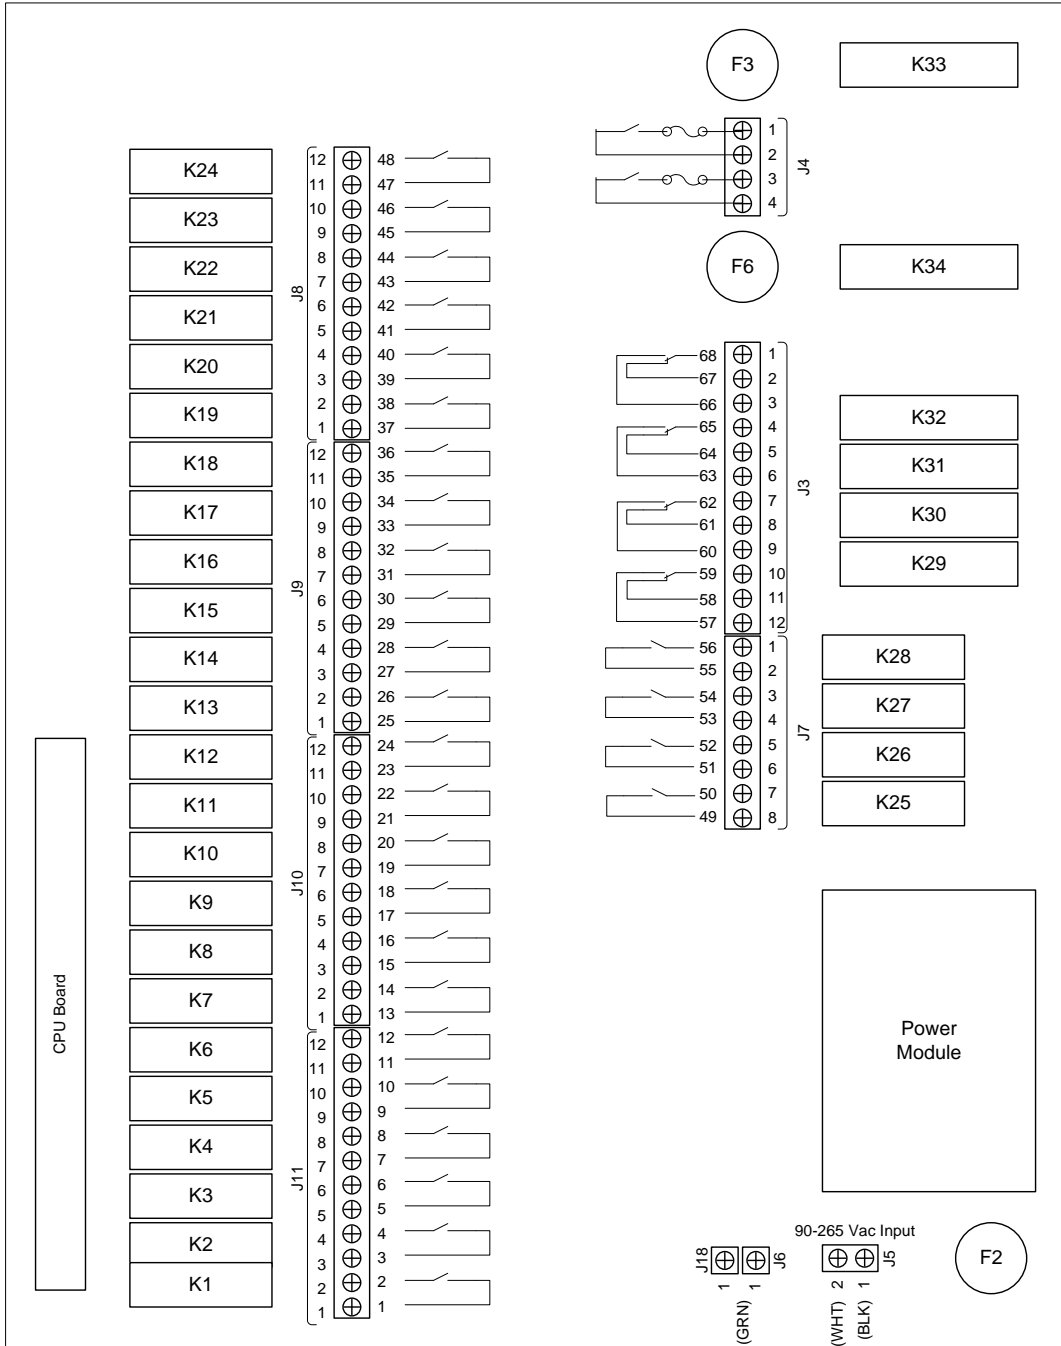 F3
K33
1
2
3
4
J4
F6
K34
K24
K23
K22
K21
K20
K19
K18
K17
K16
K15
K14
K13
K12
K11
K10
K9
K8
K7
K6
K5
K4
K3
K2
K1
CPU Board
J8
12 48
11 47
10 46
9 45
8 44
7 43
6 42
5 41
4 40
3 39
2 38
1 37
J9
12 36
11 35
10 34
9 33
8 32
7 31
6 30
5 29
4 28
3 27
2 26
1 25
J10
12 24
11 23
10 22
9 21
8 20
7 19
6 18
5 17
4 16
3 15
2 14
1 13
J11
12 12
11 11
10 10
9 9
8 8
7 7
6 6
5 5
4 4
3 3
2 2
1 1
68 1
67 2
66 3
65 4
64 5
63 6
62 7
61 8
60 9
59 10
58 11
57 12
J3
56 1
55 2
54 3
53 4
52 5
51 6
50 7
49 8
J7
K32
K31
K30
K29
K28
K27
K26
K25
Power
Module
90-265 Vac Input
J18
J6
J5
F2
1
1
(GRN)
2
(WHT)
1
(BLK)